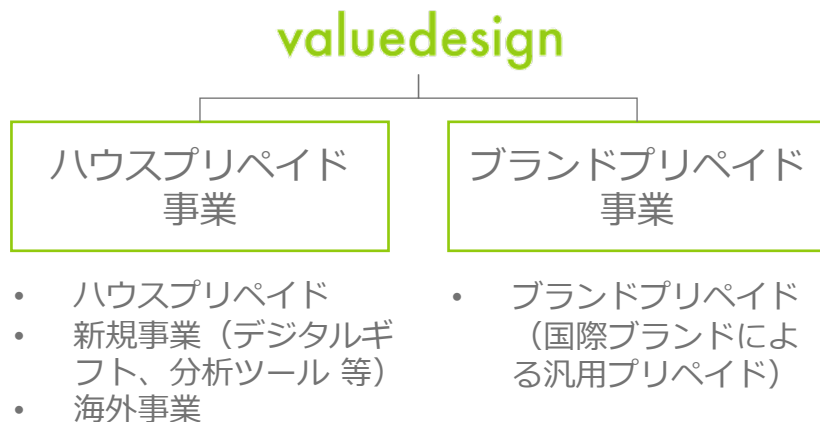 valuedesign
ハウスプリペイド
事業
ブランドプリペイド
事業
• ハウスプリペイド
• 新規事業（デジタルギ
フト、分析ツール 等）
• 海外事業
• ブランドプリペイド
（国際ブランドによ
る汎用プリペイド）